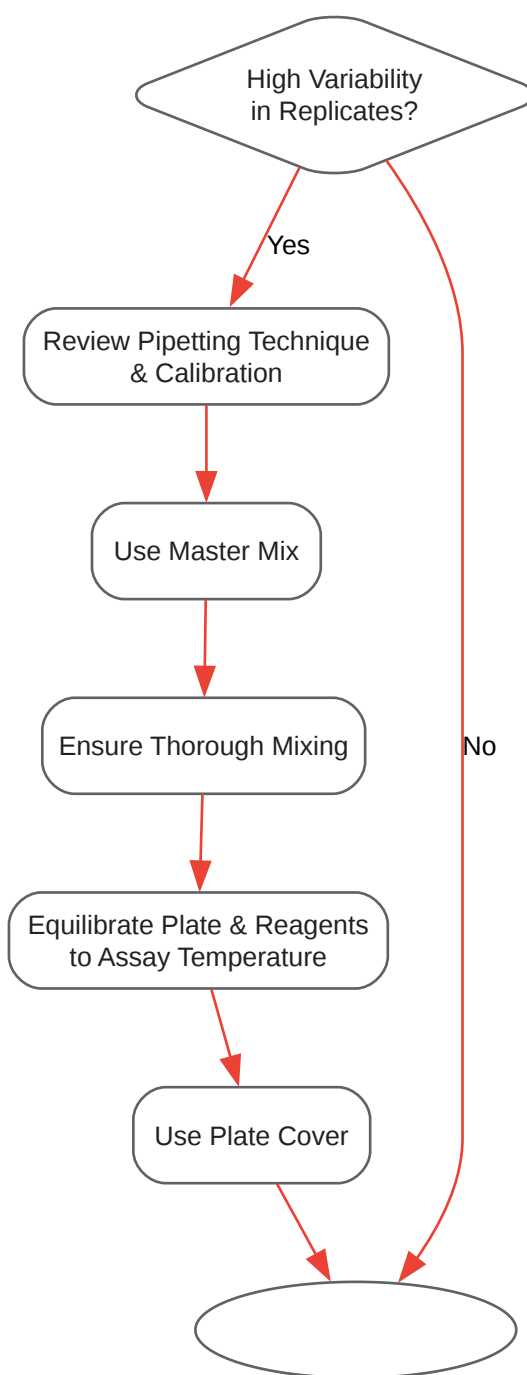 High Variability
in Replicates?
Yes
Review Pipetting Technique
& Calibration
Use Master Mix
Ensure Thorough Mixing
No
Equilibrate Plate & Reagents
to Assay Temperature
Use Plate Cover